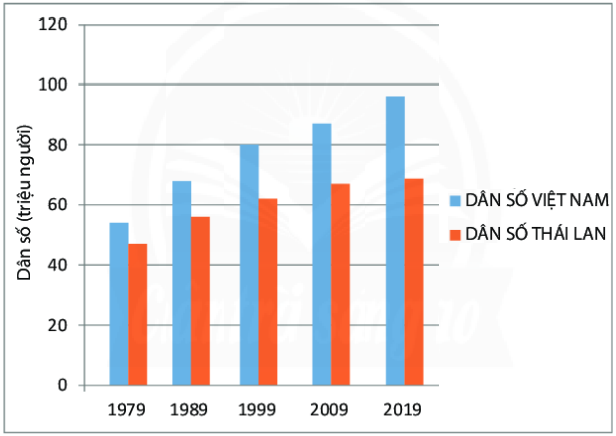 120
100
80
60
40
20
0
Dân số (triệu người)
1979 1989 1999 2009 2019
DÂN SỐ VIỆT NAM
DÂN SỐ THÁI LAN